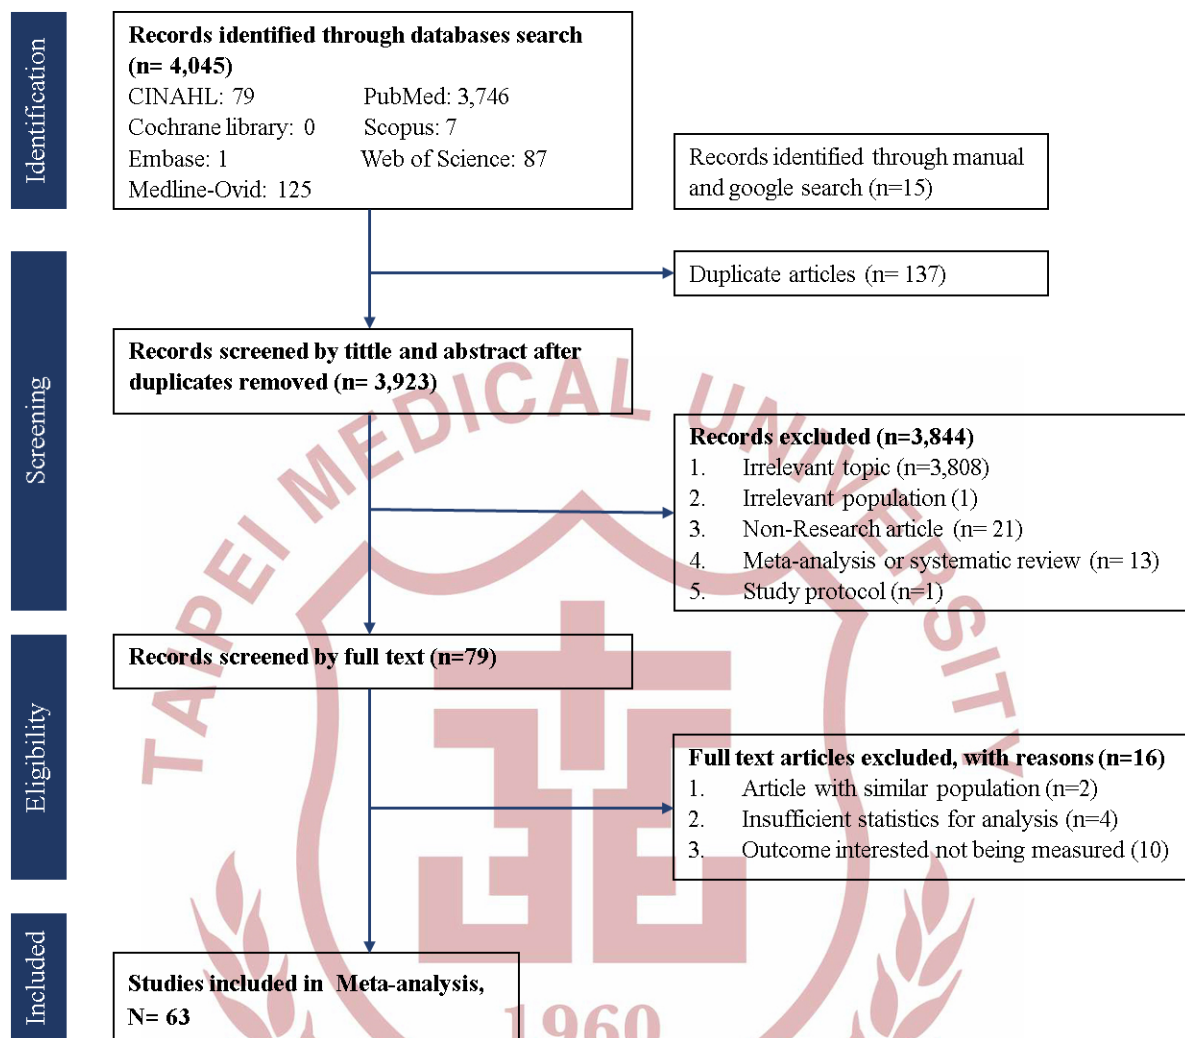 Identification
Records identified through databases search
(n= 4,045)
CINAHL: 79 PubMed: 3,746
Cochrane library: 0 Scopus: 7
Embase: 1 Web of Science: 87
Medline-Ovid: 125
Records identified through manual
and google search (n=15)
Screening
Duplicate articles (n= 137)
Records screened by tittle and abstract after
duplicates removed (n= 3,923)
Records excluded (n=3,844)
1. Irrelevant topic (n=3,808)
2. Irrelevant population (1)
3. Non-Research article (n= 21)
4. Meta-analysis or systematic review (n= 13)
5. Study protocol (n=1)
Eligibility
Records screened by full text (n=79)
Full text articles excluded, with reasons (n=16)
1. Article with similar population (n=2)
2. Insufficient statistics for analysis (n=4)
3. Outcome interested not being measured (10)
Included
Studies included in Meta-analysis,
N= 63
TAIPEI MEDICAL UNIVERSITY
1960